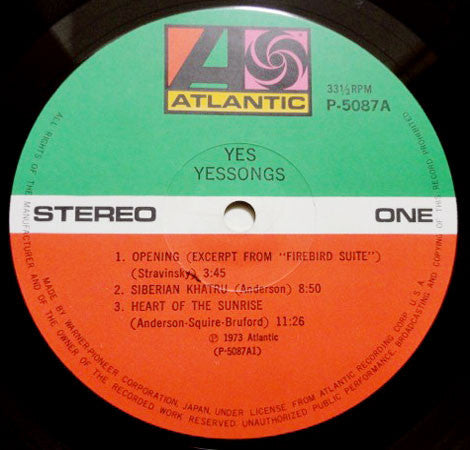 ATLANTIC
33⅓RPM
P-5087A
YES
YESSONGS
STEREO
ONE
1. OPENING (EXCERPT FROM "FIREBIRD SUITE")
(Stravinsky) 3:45
2. SIBERIAN KHATRU (Anderson) 8:50
3. HEART OF THE SUNRISE
(Anderson-Squire-Bruford) 11:26
Ⓟ 1973 Atlantic
(P-5087A1)
ALL RIGHTS OF THE MANUFACTURER AND OF THE OWNER OF THE RECORDED WORK RESERVED. UNAUTHORIZED PUBLIC PERFORMANCE, BROADCASTING AND COPYING OF THIS RECORD PROHIBITED
MADE BY WARNER-PIONEER CORPORATION, JAPAN, UNDER LICENSE FROM ATLANTIC RECORDING CORP. U.S.A.